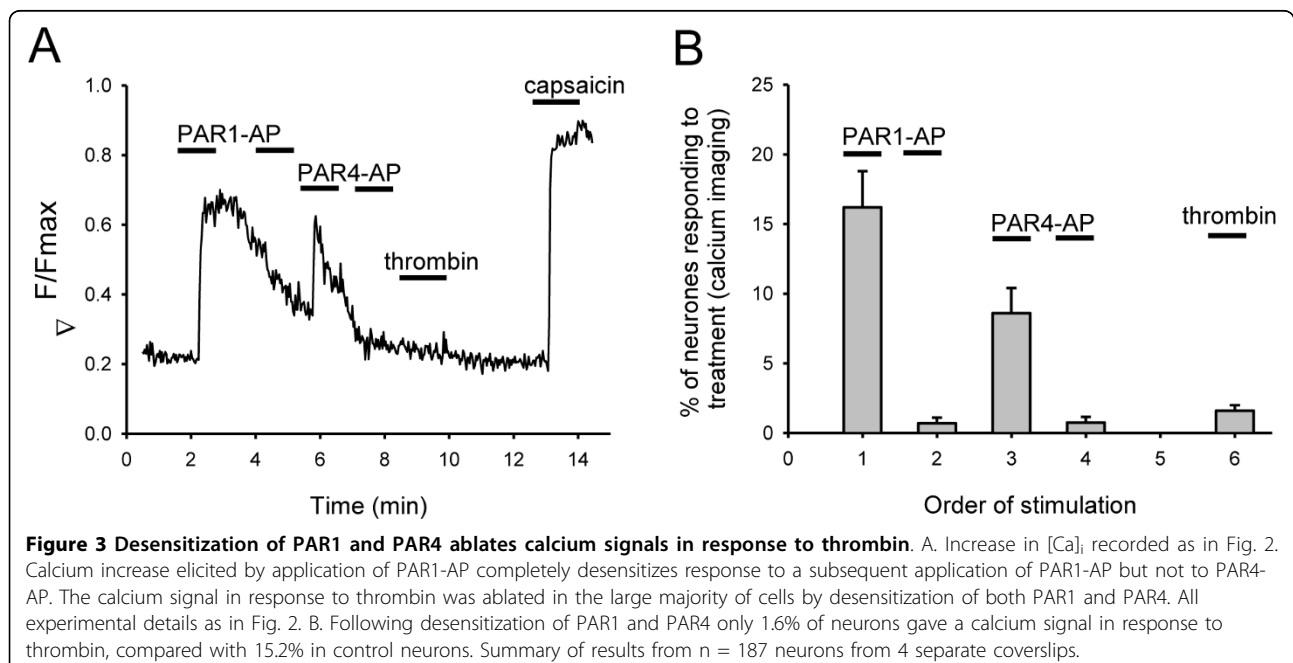 A
B
1.0
0.8
0.6
0.4
0.2
0.0
∇ F/Fmax
PAR1-AP
PAR4-AP
thrombin
capsaicin
0 2 4 6 8 10 12 14
Time (min)
% of neurones responding to
treatment (calcium imaging)
25
20
15
10
5
0
PAR1-AP
PAR4-AP
thrombin
0 1 2 3 4 5 6
Order of stimulation
Figure 3 Desensitization of PAR1 and PAR4 ablates calcium signals in response to thrombin. A. Increase in [Ca]i recorded as in Fig. 2.
Calcium increase elicited by application of PAR1-AP completely desensitizes response to a subsequent application of PAR1-AP but not to PAR4-
AP. The calcium signal in response to thrombin was ablated in the large majority of cells by desensitization of both PAR1 and PAR4. All
experimental details as in Fig. 2. B. Following desensitization of PAR1 and PAR4 only 1.6% of neurons gave a calcium signal in response to
thrombin, compared with 15.2% in control neurons. Summary of results from n = 187 neurons from 4 separate coverslips.